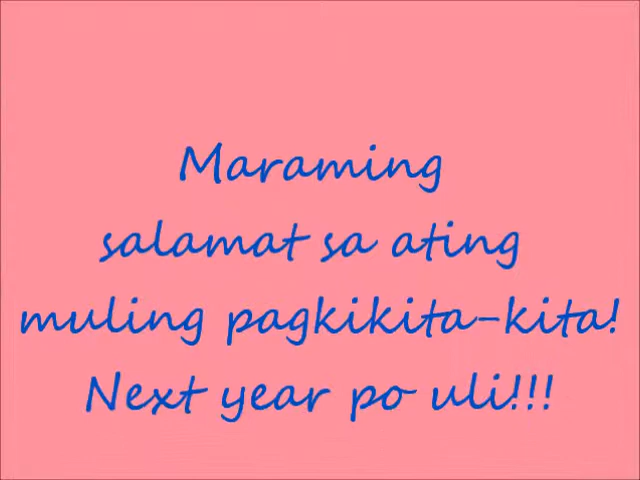 Maraming
salamat sa ating
muling pagkikita-kita!
Next year po uli!!!